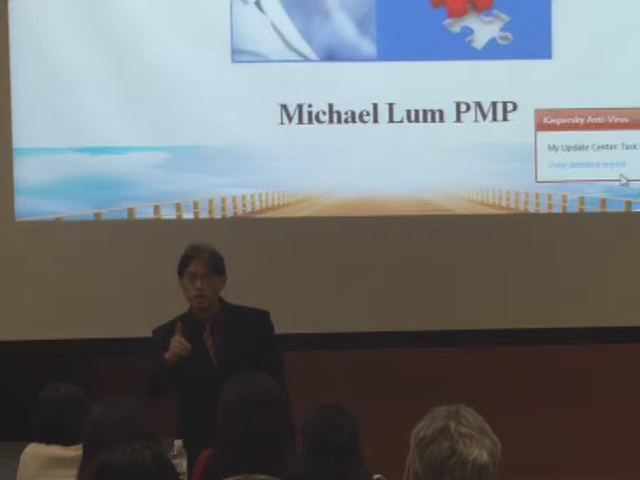 Michael Lum PMP
Kaspersky Anti-Virus
My Update Center: Task
View detailed report